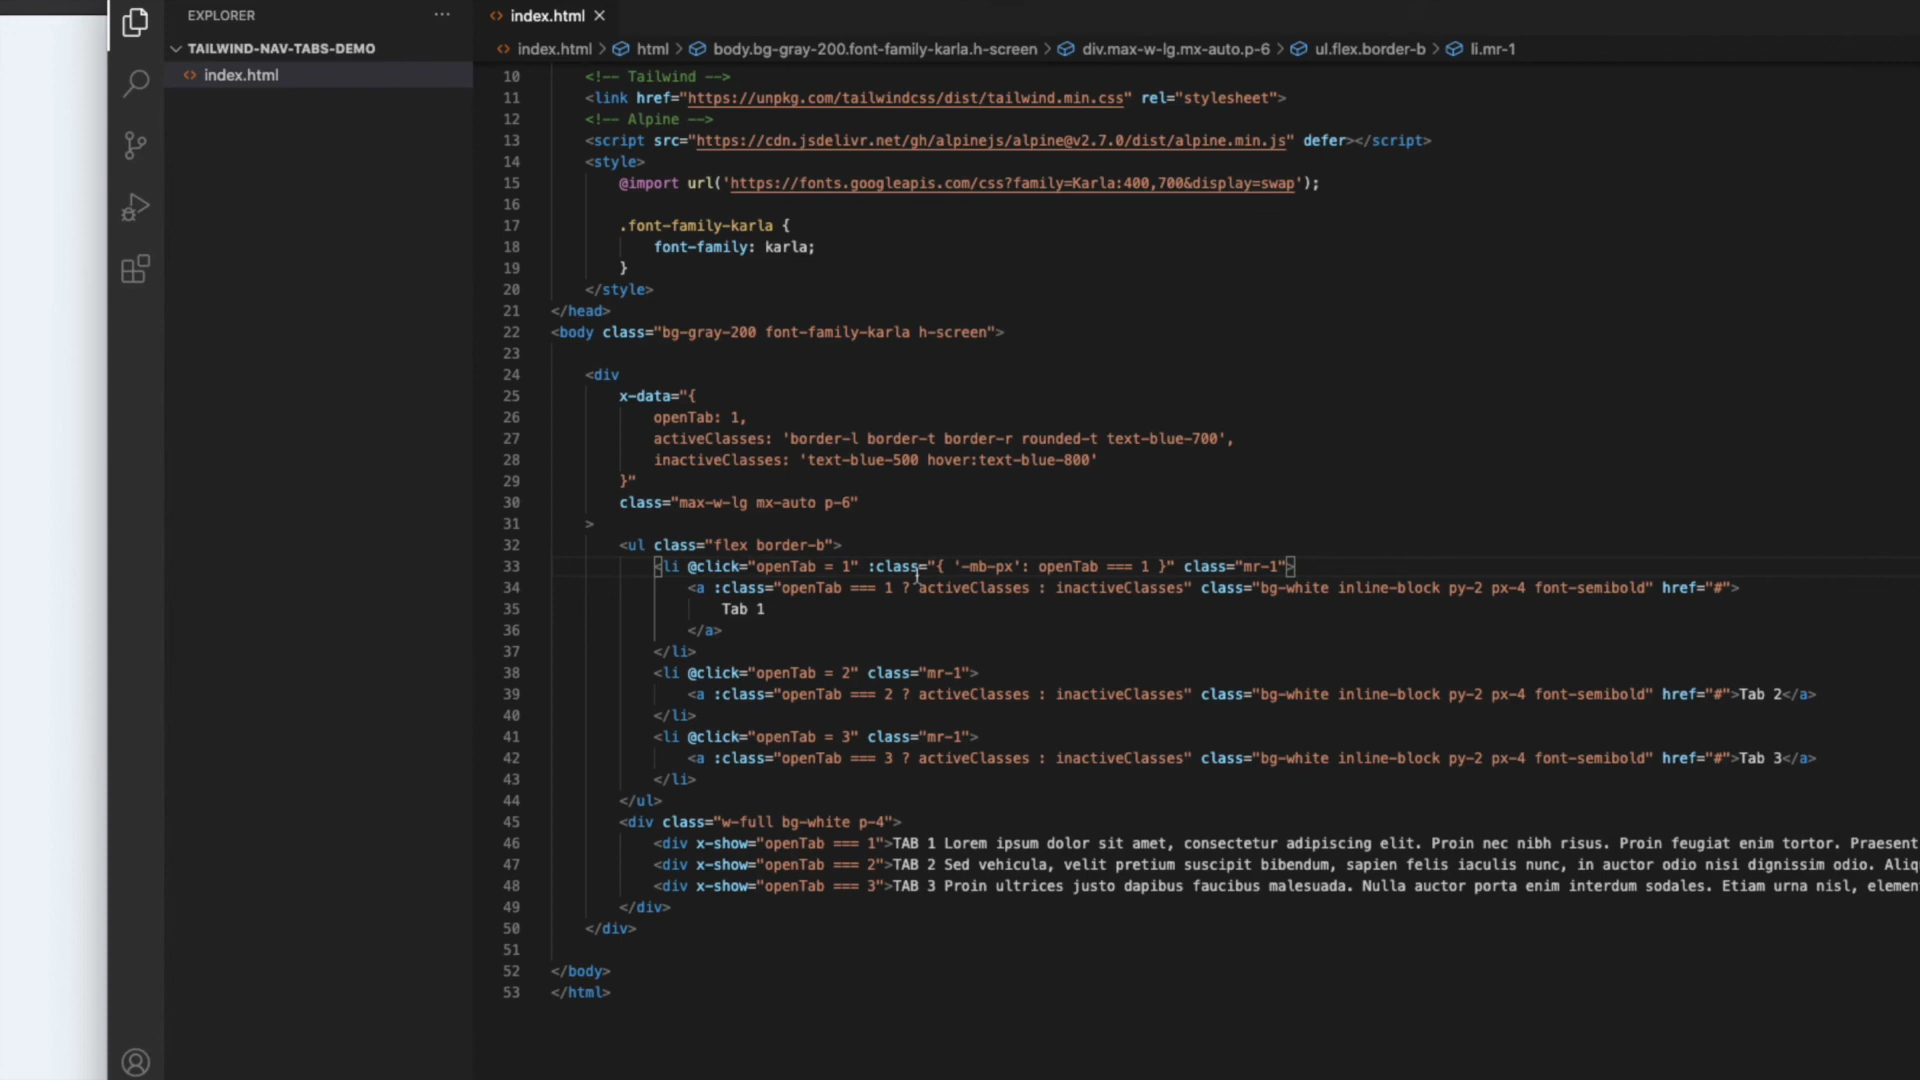 EXPLORER
···
TAILWIND-NAV-TABS-DEMO
index.html
index.html
index.html > html > body.bg-gray-200.font-family-karla.h-screen > div.max-w-lg.mx-auto.p-6 > ul.flex.border-b > li.mr-1
10 <!-- Tailwind -->
11 <link href="https://unpkg.com/tailwindcss/dist/tailwind.min.css" rel="stylesheet">
12 <!-- Alpine -->
13 <script src="https://cdn.jsdelivr.net/gh/alpinejs/alpine@v2.7.0/dist/alpine.min.js" defer></script>
14 <style>
15 @import url('https://fonts.googleapis.com/css?family=Karla:400,700&display=swap');
16
17 .font-family-karla {
18 font-family: karla;
19 }
20 </style>
21 </head>
22 <body class="bg-gray-200 font-family-karla h-screen">
23
24 <div
25 x-data="{
26 openTab: 1,
27 activeClasses: 'border-l border-t border-r rounded-t text-blue-700',
28 inactiveClasses: 'text-blue-500 hover:text-blue-800'
29 }"
30 class="max-w-lg mx-auto p-6"
31 >
32 <ul class="flex border-b">
33 <li @click="openTab = 1" :class="{ '-mb-px': openTab === 1 }" class="mr-1">
34 <a :class="openTab === 1 ? activeClasses : inactiveClasses" class="bg-white inline-block py-2 px-4 font-semibold" href="#">
35 Tab 1
36 </a>
37 </li>
38 <li @click="openTab = 2" class="mr-1">
39 <a :class="openTab === 2 ? activeClasses : inactiveClasses" class="bg-white inline-block py-2 px-4 font-semibold" href="#">Tab 2</a>
40 </li>
41 <li @click="openTab = 3" class="mr-1">
42 <a :class="openTab === 3 ? activeClasses : inactiveClasses" class="bg-white inline-block py-2 px-4 font-semibold" href="#">Tab 3</a>
43 </li>
44 </ul>
45 <div class="w-full bg-white p-4">
46 <div x-show="openTab === 1">TAB 1 Lorem ipsum dolor sit amet, consectetur adipiscing elit. Proin nec nibh risus. Proin feugiat enim tortor. Praesent
47 <div x-show="openTab === 2">TAB 2 Sed vehicula, velit pretium suscipit bibendum, sapien felis iaculis nunc, in auctor odio nisi dignissim odio. Aliq
48 <div x-show="openTab === 3">TAB 3 Proin ultrices justo dapibus faucibus malesuada. Nulla auctor porta enim interdum sodales. Etiam urna nisl, elemen
49 </div>
50 </div>
51
52 </body>
53 </html>